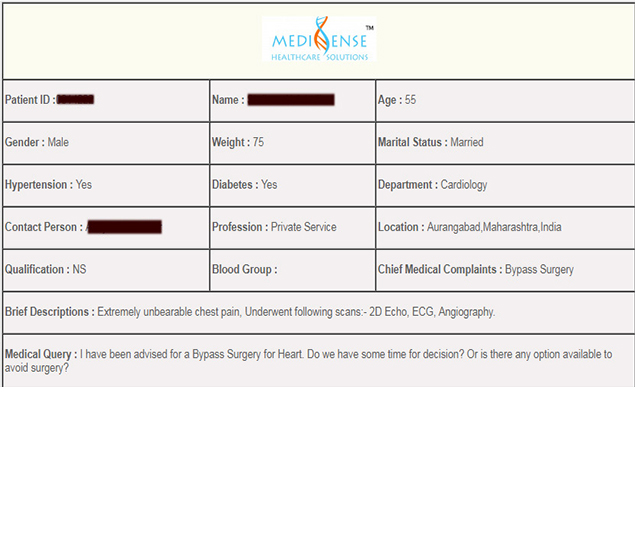 MEDISENSE™
HEALTHCARE SOLUTIONS
Patient ID :
Name :
Age : 55
Gender : Male
Weight : 75
Marital Status : Married
Hypertension : Yes
Diabetes : Yes
Department : Cardiology
Contact Person :
Profession : Private Service
Location : Aurangabad,Maharashtra,India
Qualification : NS
Blood Group :
Chief Medical Complaints : Bypass Surgery
Brief Descriptions : Extremely unbearable chest pain, Underwent following scans:- 2D Echo, ECG, Angiography.
Medical Query : I have been advised for a Bypass Surgery for Heart. Do we have some time for decision? Or is there any option available to
avoid surgery?